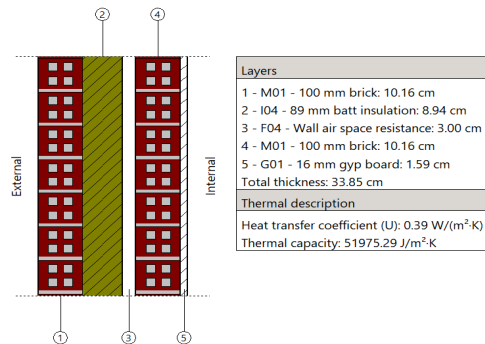 2
4
External
Internal
1
3
5
Layers
1 - M01 - 100 mm brick: 10.16 cm
2 - I04 - 89 mm batt insulation: 8.94 cm
3 - F04 - Wall air space resistance: 3.00 cm
4 - M01 - 100 mm brick: 10.16 cm
5 - G01 - 16 mm gyp board: 1.59 cm
Total thickness: 33.85 cm
Thermal description
Heat transfer coefficient (U): 0.39 W/(m²·K)
Thermal capacity: 51975.29 J/m²·K